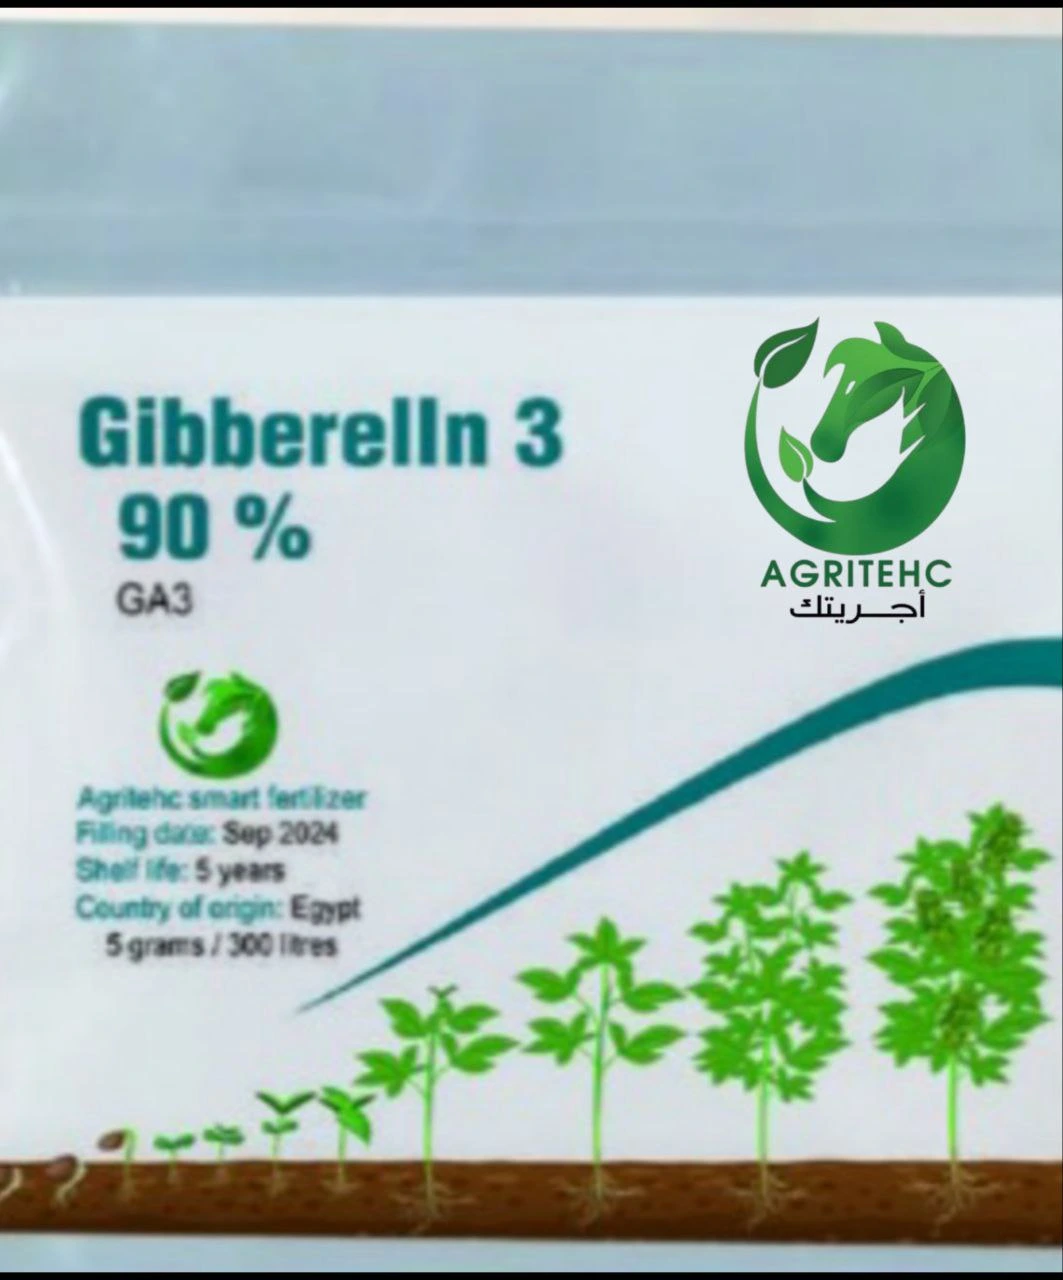 Gibberelln 3
90 %
GA3
AGRITEHC
أجـــريتك
Agritehc smart fertilizer
Filling date: Sep 2024
Shelf life: 5 years
Country of origin: Egypt
5 grams / 300 litres